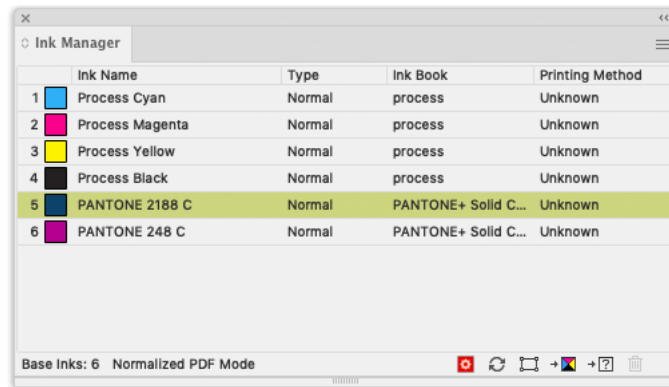 Ink Manager
Ink Name Type Ink Book Printing Method
1 Process Cyan Normal process Unknown
2 Process Magenta Normal process Unknown
3 Process Yellow Normal process Unknown
4 Process Black Normal process Unknown
5 PANTONE 2188 C Normal PANTONE+ Solid C... Unknown
6 PANTONE 248 C Normal PANTONE+ Solid C... Unknown
Base Inks: 6 Normalized PDF Mode